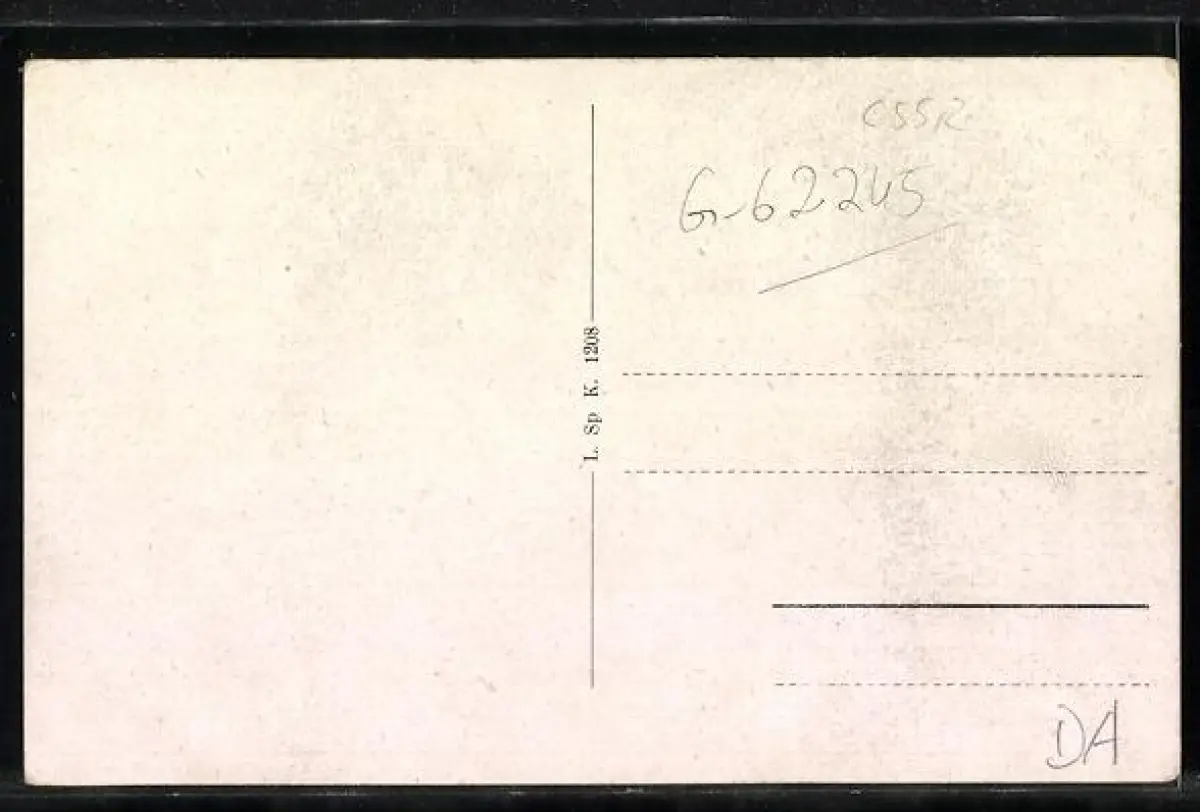 CSSR
G-62245
L. Sp K. 1208
DA